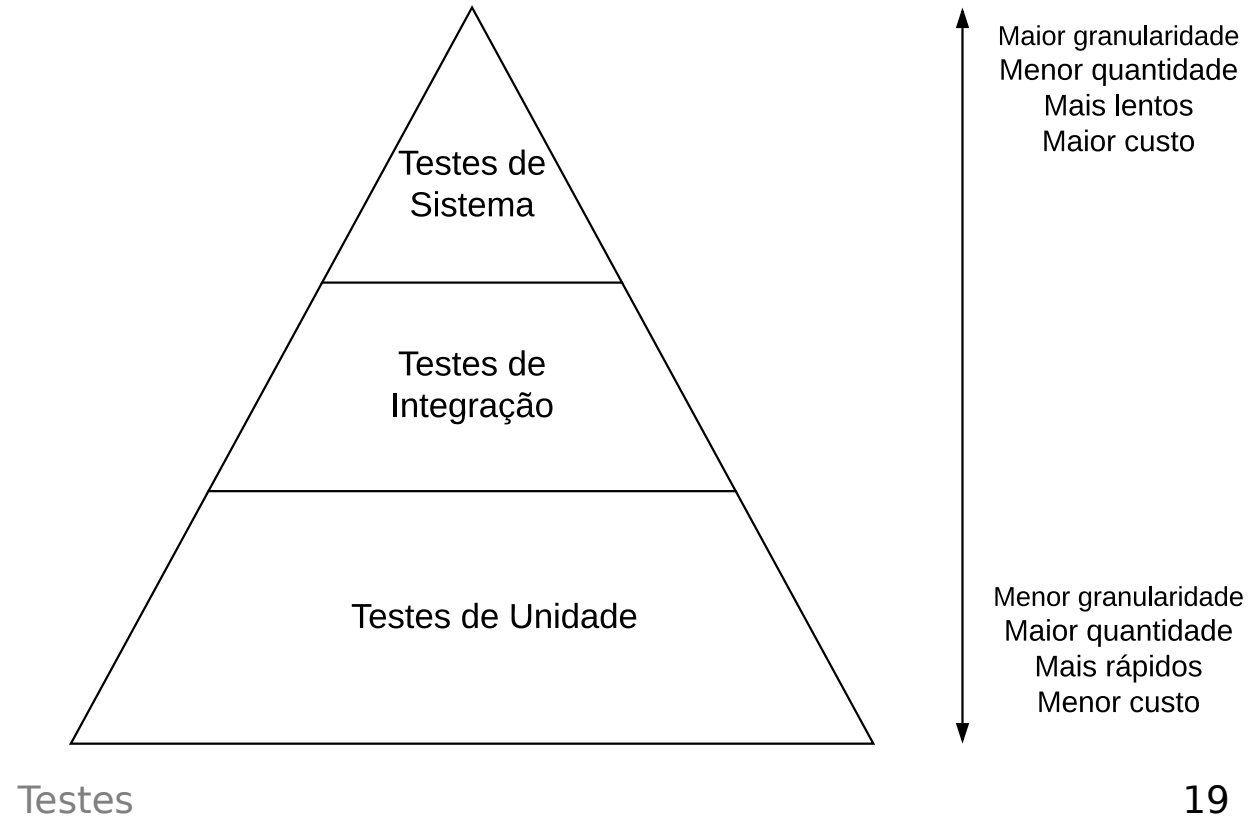 Testes de
Sistema
Testes de
Integração
Testes de Unidade
Maior granularidade
Menor quantidade
Mais lentos
Maior custo
Menor granularidade
Maior quantidade
Mais rápidos
Menor custo
Testes
19